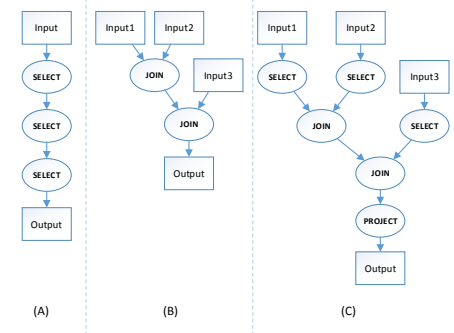 Input
SELECT
SELECT
SELECT
Output
(A)
Input1
Input2
JOIN
Input3
JOIN
Output
(B)
Input1
Input2
SELECT
SELECT
Input3
JOIN
SELECT
JOIN
PROJECT
Output
(C)